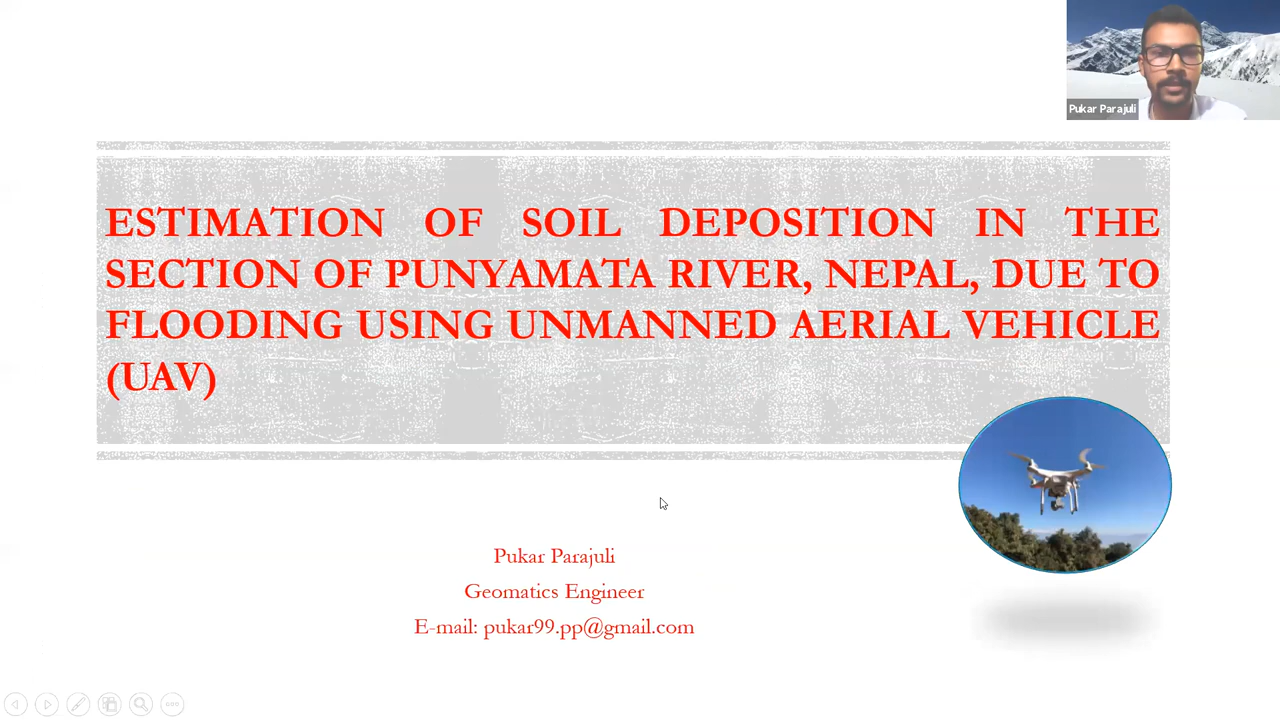 Pukar Parajuli
ESTIMATION OF SOIL DEPOSITION IN THE
SECTION OF PUNYAMATA RIVER, NEPAL, DUE TO
FLOODING USING UNMANNED AERIAL VEHICLE
(UAV)
Pukar Parajuli
Geomatics Engineer
E-mail: pukar99.pp@gmail.com